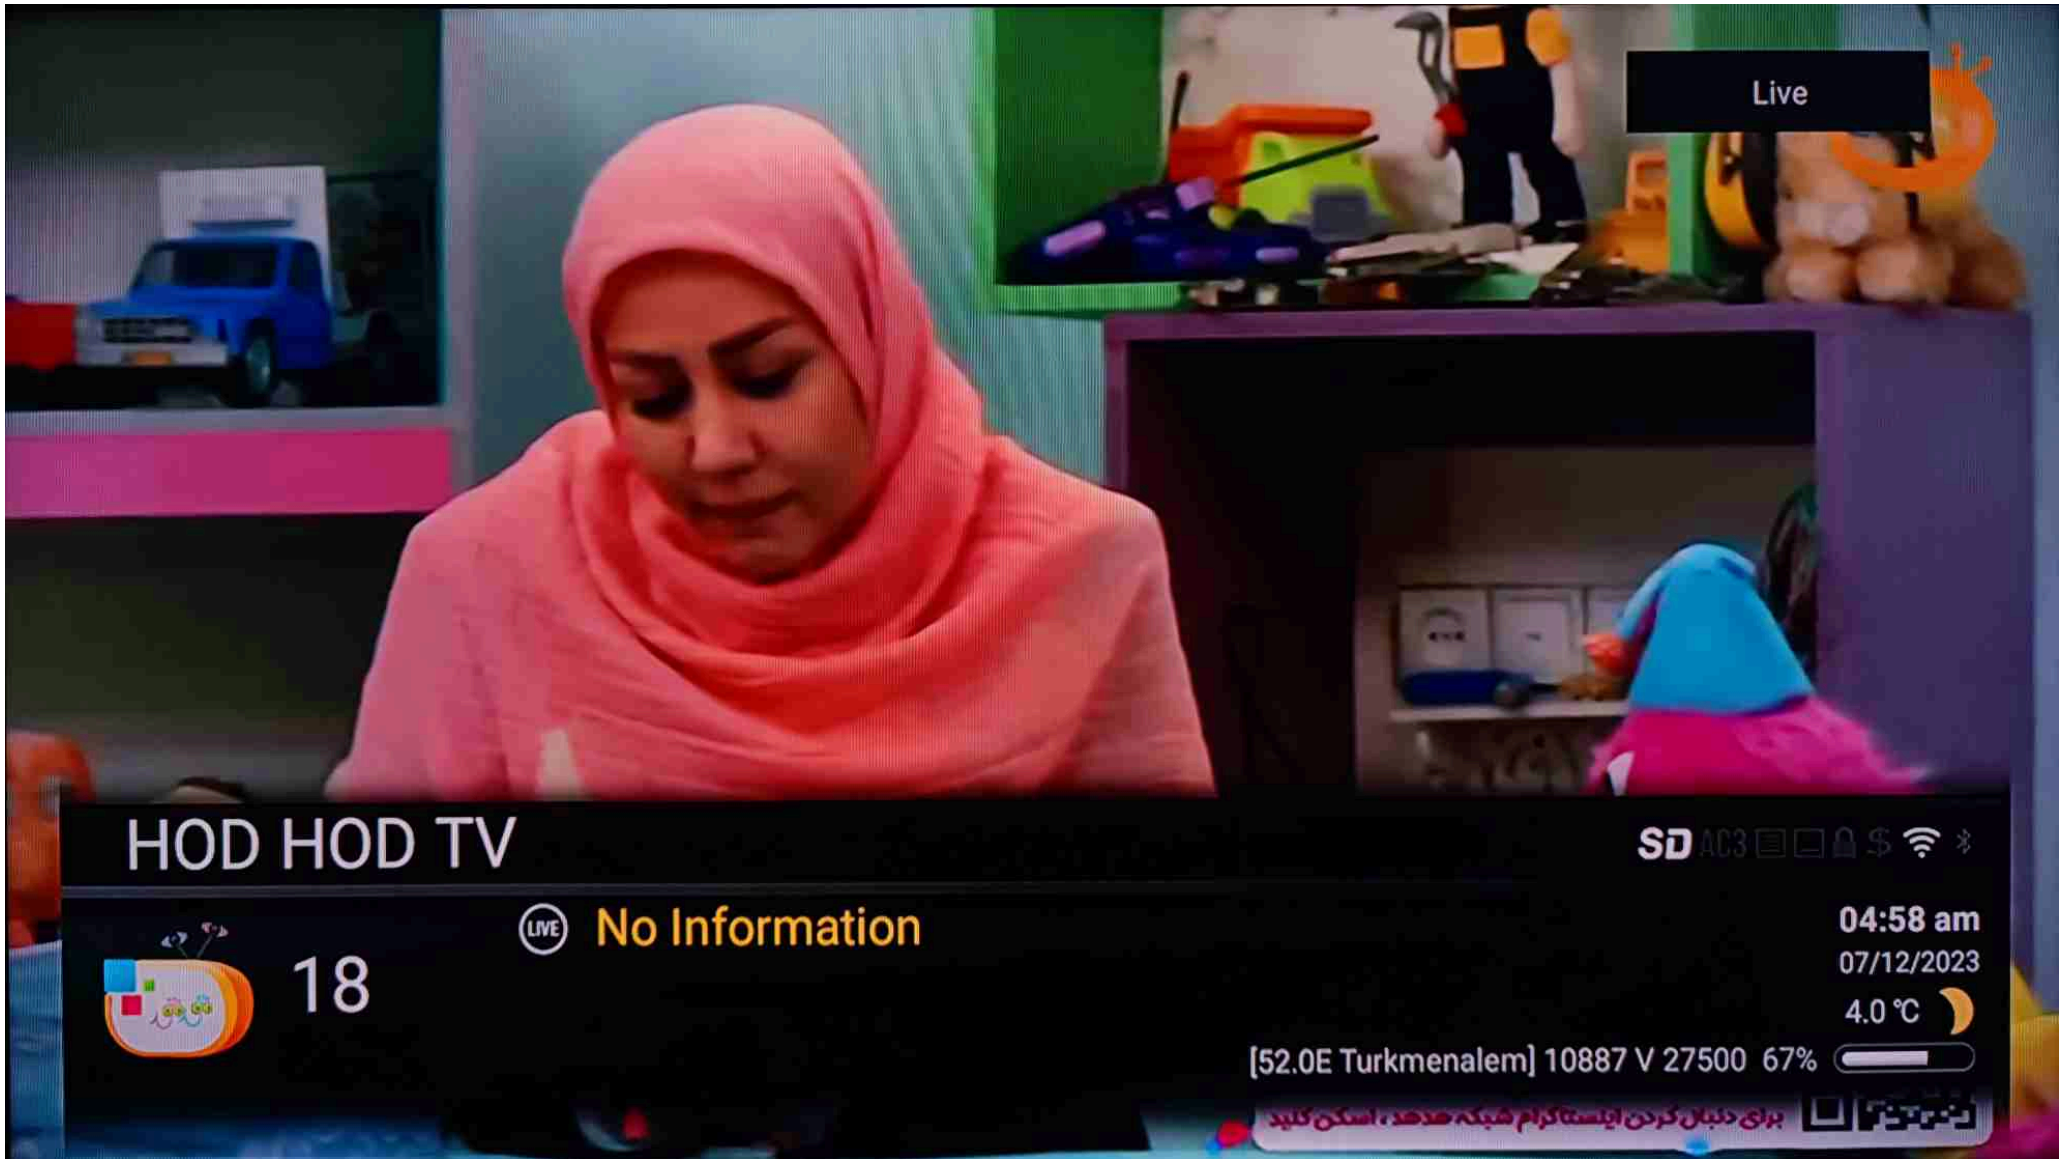 Live
HOD HOD TV
SD AC3 $
LIVE No Information
18
04:58 am
07/12/2023
4.0 °C
[52.0E Turkmenalem] 10887 V 27500 67%
برای دنبال کردن اینستاگرام شبکه هدهد، اسکن کنید